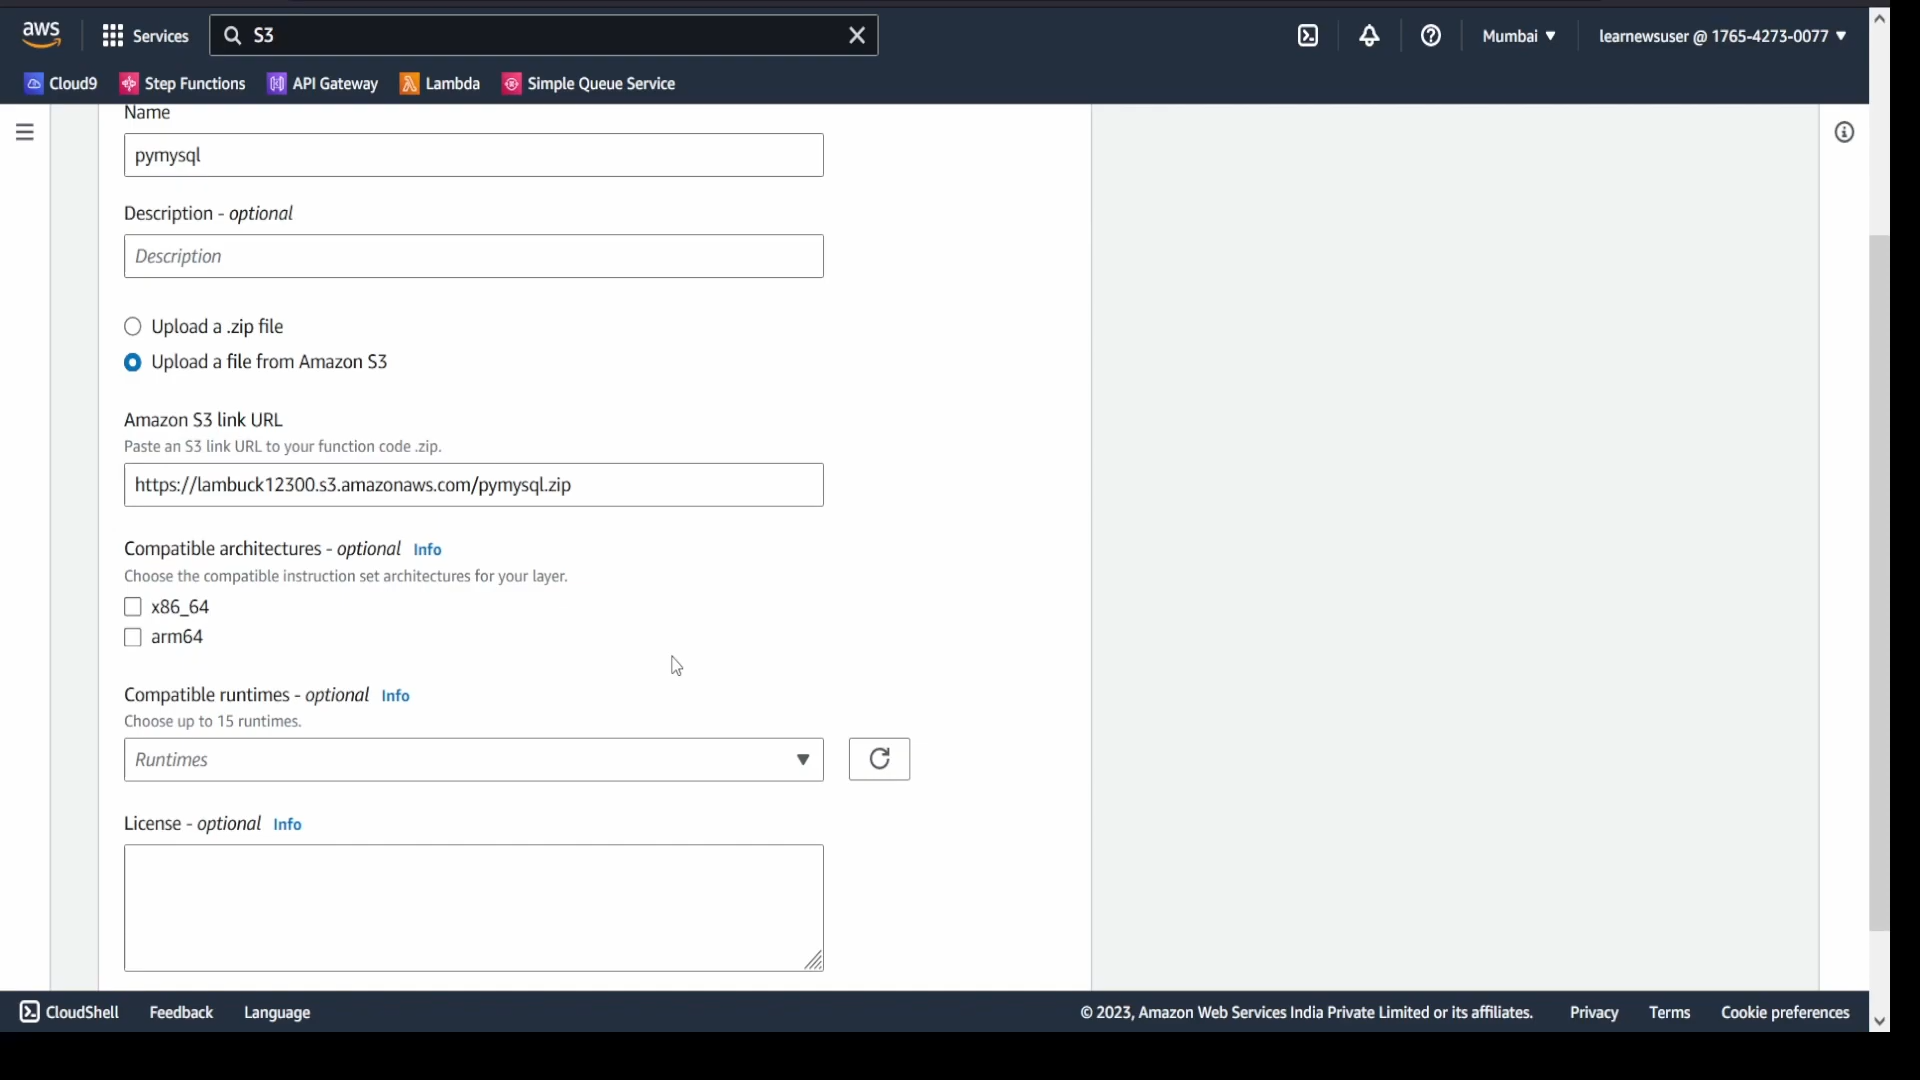 aws Services S3 Mumbai learnewsuser @ 1765-4273-0077
Cloud9 Step Functions API Gateway Lambda Simple Queue Service
Name
pymysql
Description - optional
Description
Upload a .zip file
Upload a file from Amazon S3
Amazon S3 link URL
Paste an S3 link URL to your function code .zip.
https://lambuck12300.s3.amazonaws.com/pymysql.zip
Compatible architectures - optional Info
Choose the compatible instruction set architectures for your layer.
x86_64
arm64
Compatible runtimes - optional Info
Choose up to 15 runtimes.
Runtimes
License - optional Info
CloudShell Feedback Language © 2023, Amazon Web Services India Private Limited or its affiliates. Privacy Terms Cookie preferences